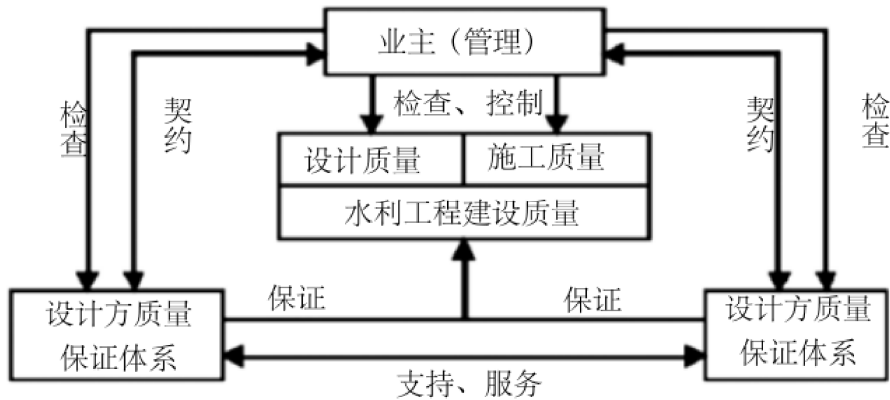 业主（管理）
检查
契约
检查、控制
契约
检查
设计质量
施工质量
水利工程建设质量
设计方质量
保证体系
保证
保证
设计方质量
保证体系
支持、服务